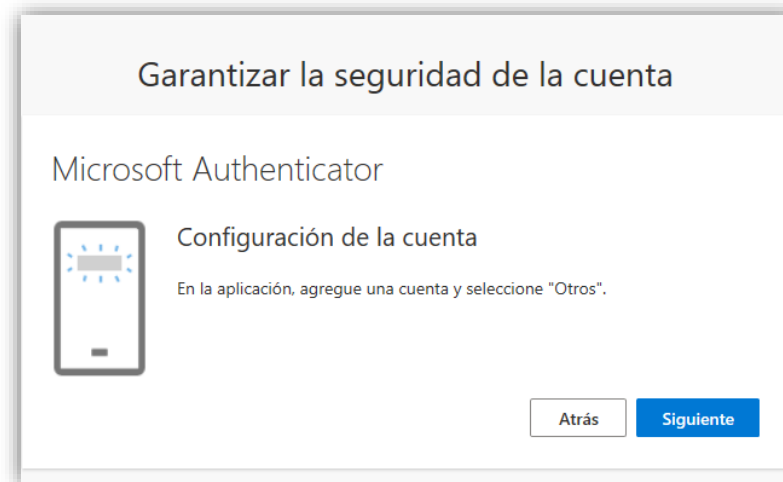 Garantizar la seguridad de la cuenta
Microsoft Authenticator
Configuración de la cuenta
En la aplicación, agregue una cuenta y seleccione "Otros".
Atrás
Siguiente